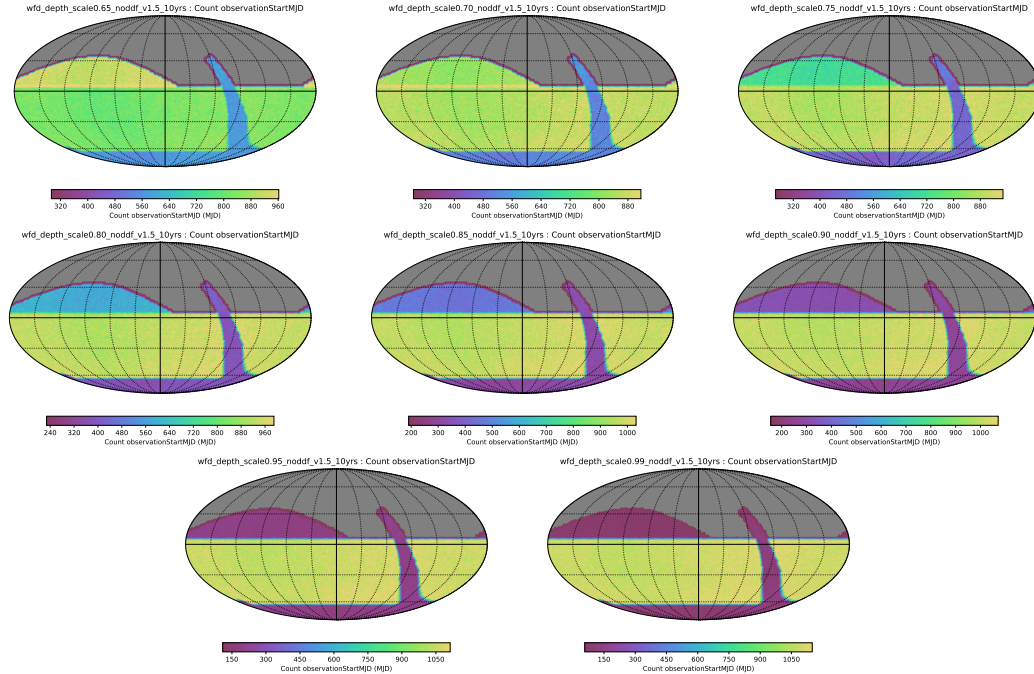 wfd_depth_scale0.65_noddf_v1.5_10yrs : Count observationStartMJD
320 400 480 560 640 720 800 880 960
Count observationStartMJD (MJD)
wfd_depth_scale0.70_noddf_v1.5_10yrs : Count observationStartMJD
320 400 480 560 640 720 800 880
Count observationStartMJD (MJD)
wfd_depth_scale0.75_noddf_v1.5_10yrs : Count observationStartMJD
320 400 480 560 640 720 800 880
Count observationStartMJD (MJD)
wfd_depth_scale0.80_noddf_v1.5_10yrs : Count observationStartMJD
240 320 400 480 560 640 720 800 880 960
Count observationStartMJD (MJD)
wfd_depth_scale0.85_noddf_v1.5_10yrs : Count observationStartMJD
200 300 400 500 600 700 800 900 1000
Count observationStartMJD (MJD)
wfd_depth_scale0.90_noddf_v1.5_10yrs : Count observationStartMJD
200 300 400 500 600 700 800 900 1000
Count observationStartMJD (MJD)
wfd_depth_scale0.95_noddf_v1.5_10yrs : Count observationStartMJD
150 300 450 600 750 900 1050
Count observationStartMJD (MJD)
wfd_depth_scale0.99_noddf_v1.5_10yrs : Count observationStartMJD
150 300 450 600 750 900 1050
Count observationStartMJD (MJD)